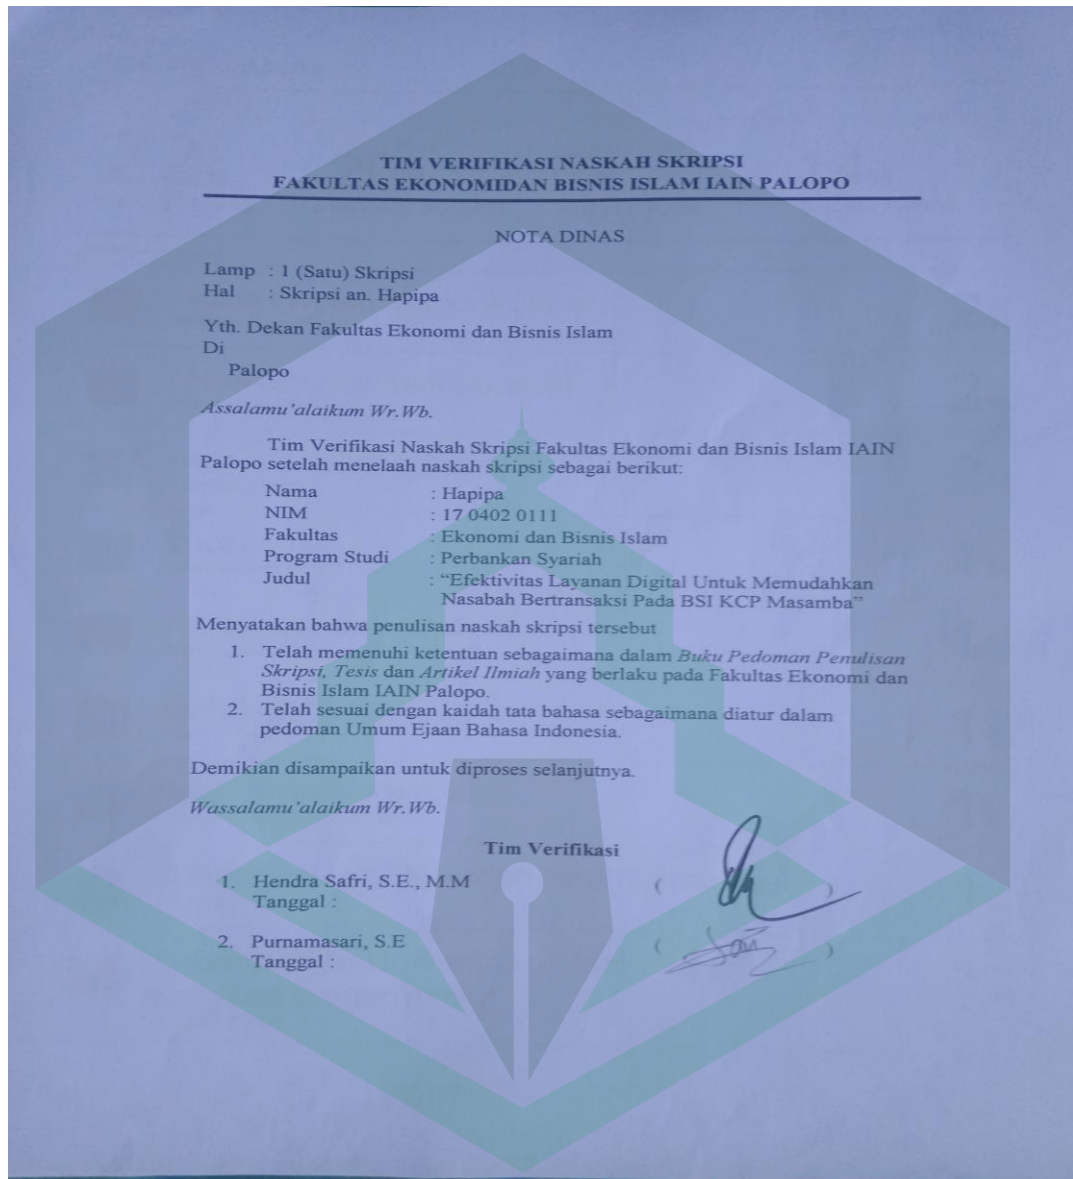 TIM VERIFIKASI NASKAH SKRIPSI
FAKULTAS EKONOMIDAN BISNIS ISLAM IAIN PALOPO
NOTA DINAS
Lamp : 1 (Satu) Skripsi
Hal : Skripsi an. Hapipa
Yth. Dekan Fakultas Ekonomi dan Bisnis Islam
Di
Palopo
Assalamu'alaikum Wr.Wb.
Tim Verifikasi Naskah Skripsi Fakultas Ekonomi dan Bisnis Islam IAIN
Palopo setelah menelaah naskah skripsi sebagai berikut:
Nama : Hapipa
NIM : 17 0402 0111
Fakultas : Ekonomi dan Bisnis Islam
Program Studi : Perbankan Syariah
Judul : “Efektivitas Layanan Digital Untuk Memudahkan
Nasabah Bertransaksi Pada BSI KCP Masamba”
Menyatakan bahwa penulisan naskah skripsi tersebut
1. Telah memenuhi ketentuan sebagaimana dalam Buku Pedoman Penulisan
Skripsi, Tesis dan Artikel Ilmiah yang berlaku pada Fakultas Ekonomi dan
Bisnis Islam IAIN Palopo.
2. Telah sesuai dengan kaidah tata bahasa sebagaimana diatur dalam
pedoman Umum Ejaan Bahasa Indonesia.
Demikian disampaikan untuk diproses selanjutnya.
Wassalamu'alaikum Wr.Wb.
Tim Verifikasi
1. Hendra Safri, S.E., M.M ( )
Tanggal :
2. Purnamasari, S.E ( )
Tanggal :